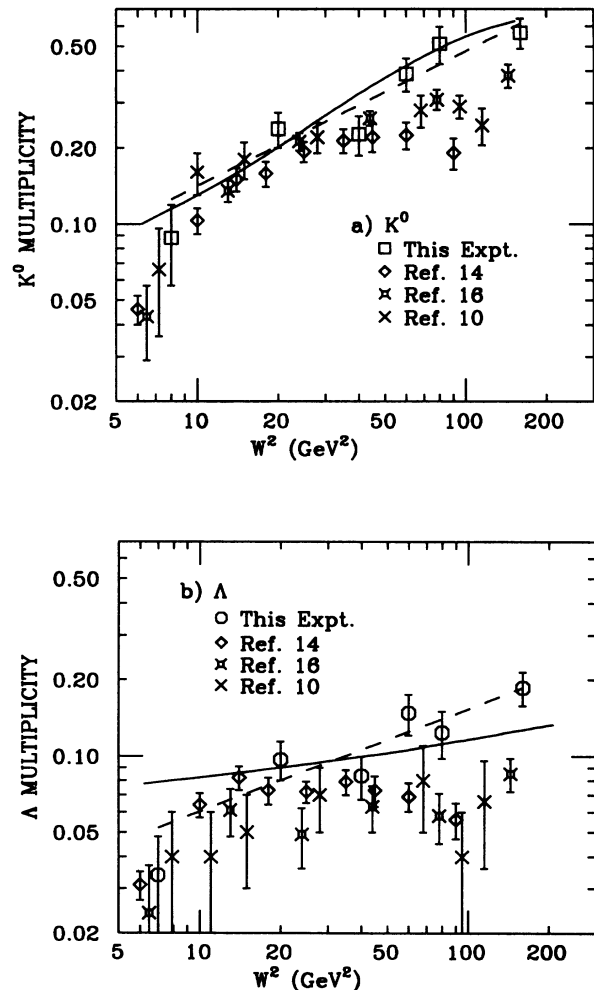 0.50
0.20
0.10
0.05
0.02
K⁰ MULTIPLICITY
a) K⁰
This Expt.
Ref. 14
Ref. 16
Ref. 10
5 10 20 50 100 200
W² (GeV²)
0.50
0.20
0.10
0.05
0.02
Λ MULTIPLICITY
b) Λ
This Expt.
Ref. 14
Ref. 16
Ref. 10
5 10 20 50 100 200
W² (GeV²)